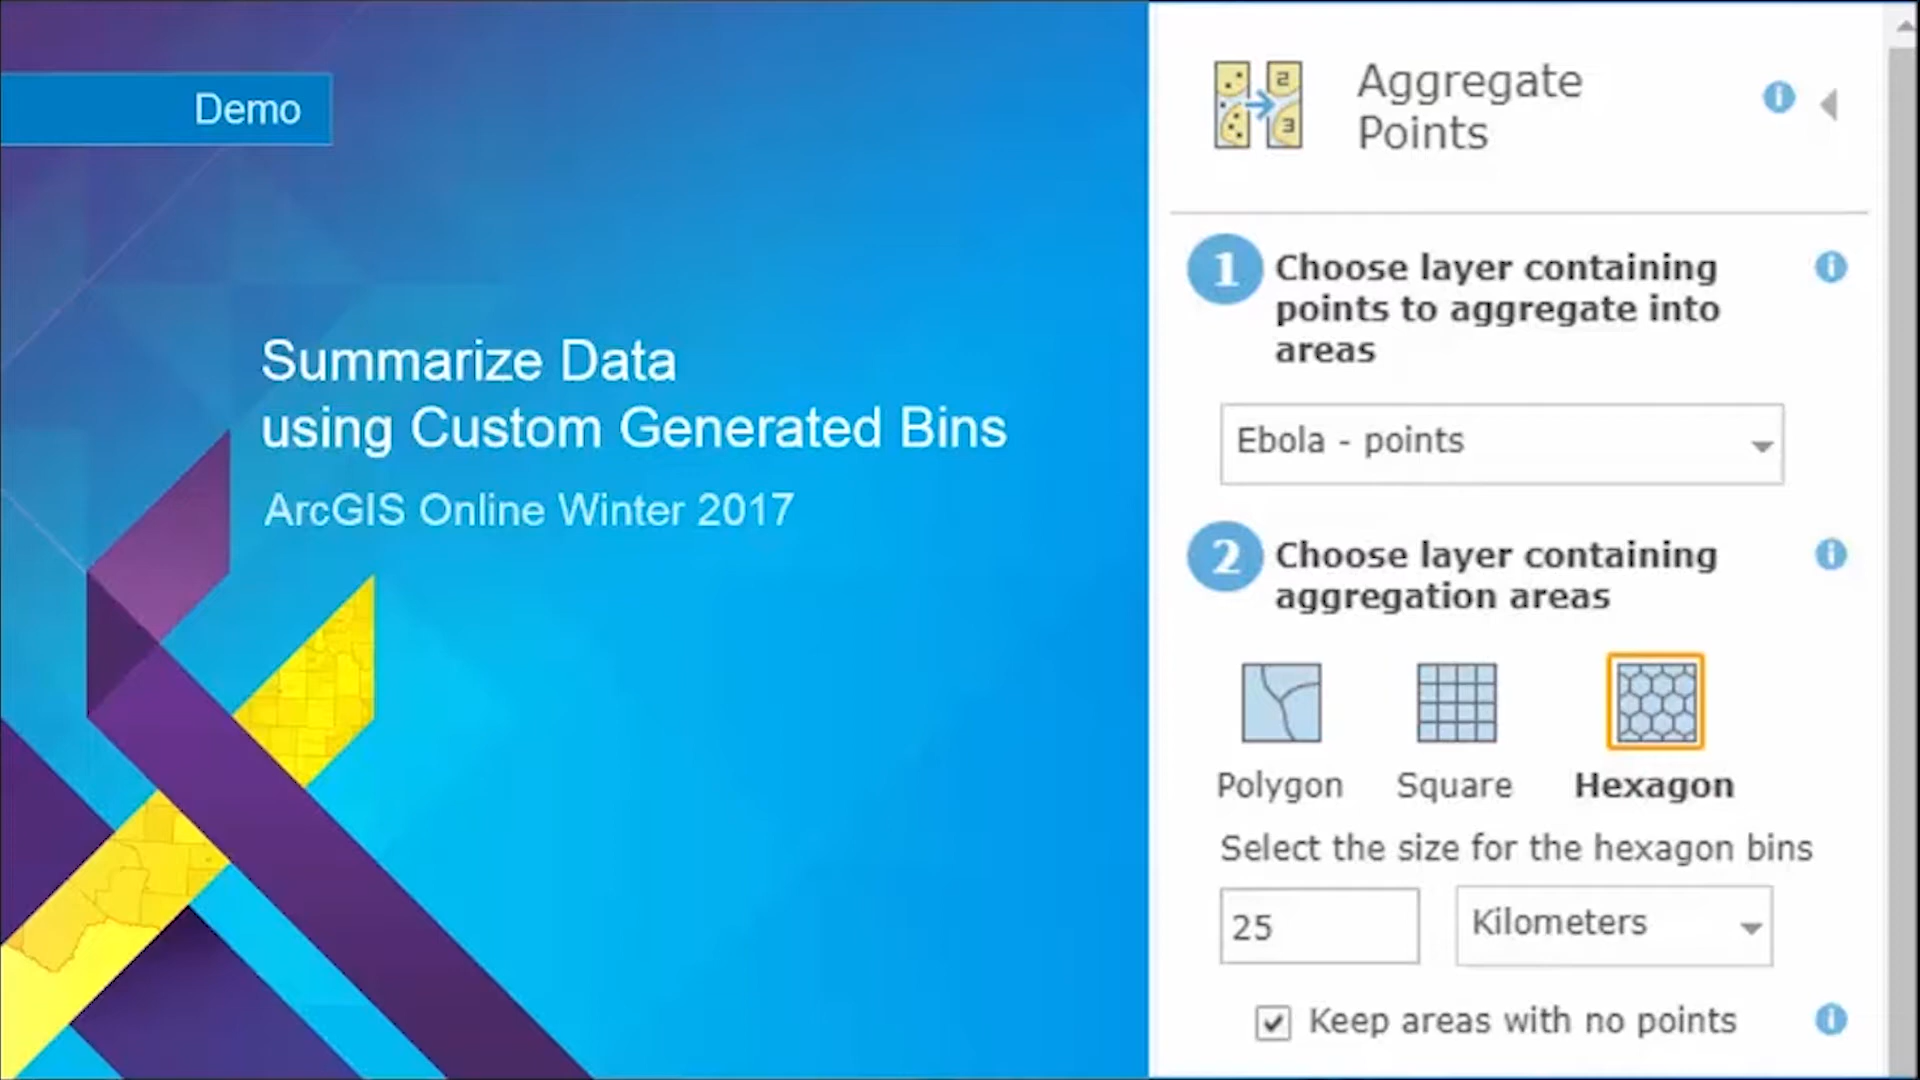 Demo
Summarize Data
using Custom Generated Bins
ArcGIS Online Winter 2017
2
3
Aggregate
Points
i
1
Choose layer containing
points to aggregate into
areas
i
Ebola - points
2
Choose layer containing
aggregation areas
i
Polygon
Square
Hexagon
Select the size for the hexagon bins
25
Kilometers
Keep areas with no points
i